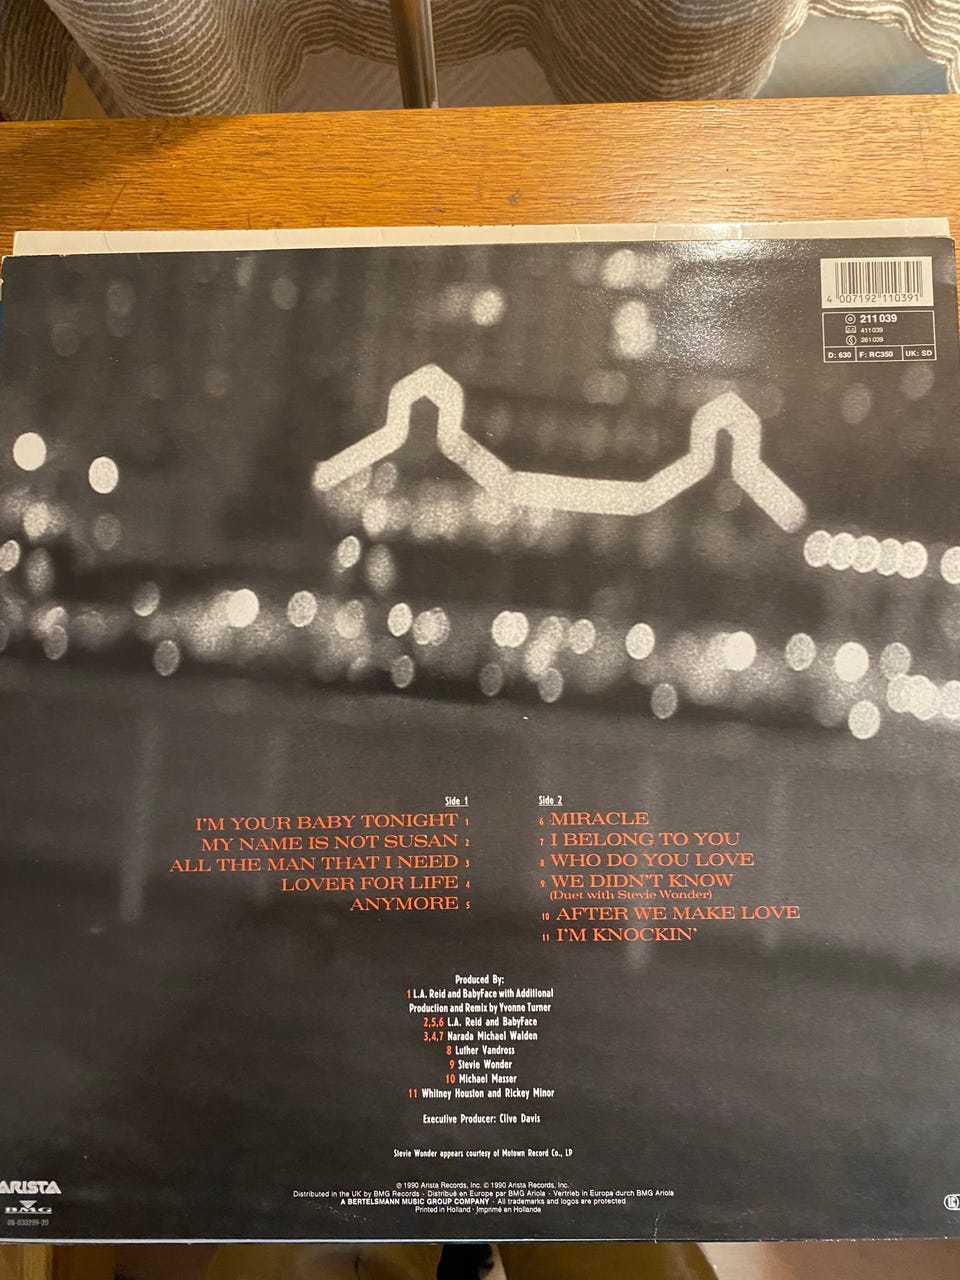 4 007192 110391
211 039
411 039
261 039
D: 630 F: RC350 UK: SD
Side 1
I'M YOUR BABY TONIGHT 1
MY NAME IS NOT SUSAN 2
ALL THE MAN THAT I NEED 3
LOVER FOR LIFE 4
ANYMORE 5
Side 2
6 MIRACLE
7 I BELONG TO YOU
8 WHO DO YOU LOVE
9 WE DIDN'T KNOW
(Duet with Stevie Wonder)
10 AFTER WE MAKE LOVE
11 I'M KNOCKIN'
Produced By:
1 L.A. Reid and BabyFace with Additional
Production and Remix by Yvonne Turner
2,5,6 L.A. Reid and BabyFace
3,4,7 Narada Michael Walden
8 Luther Vandross
9 Stevie Wonder
10 Michael Masser
11 Whitney Houston and Rickey Minor
Executive Producer: Clive Davis
Stevie Wonder appears courtesy of Motown Record Co., LP
℗ 1990 Arista Records, Inc. © 1990 Arista Records, Inc.
Distributed in the UK by BMG Records · Distribué en Europe par BMG Ariola · Vertrieb in Europa durch BMG Ariola
A BERTELSMANN MUSIC GROUP COMPANY · All trademarks and logos are protected
Printed in Holland · Imprimé en Hollande
ARISTA
BMG
08-030299-20
LC